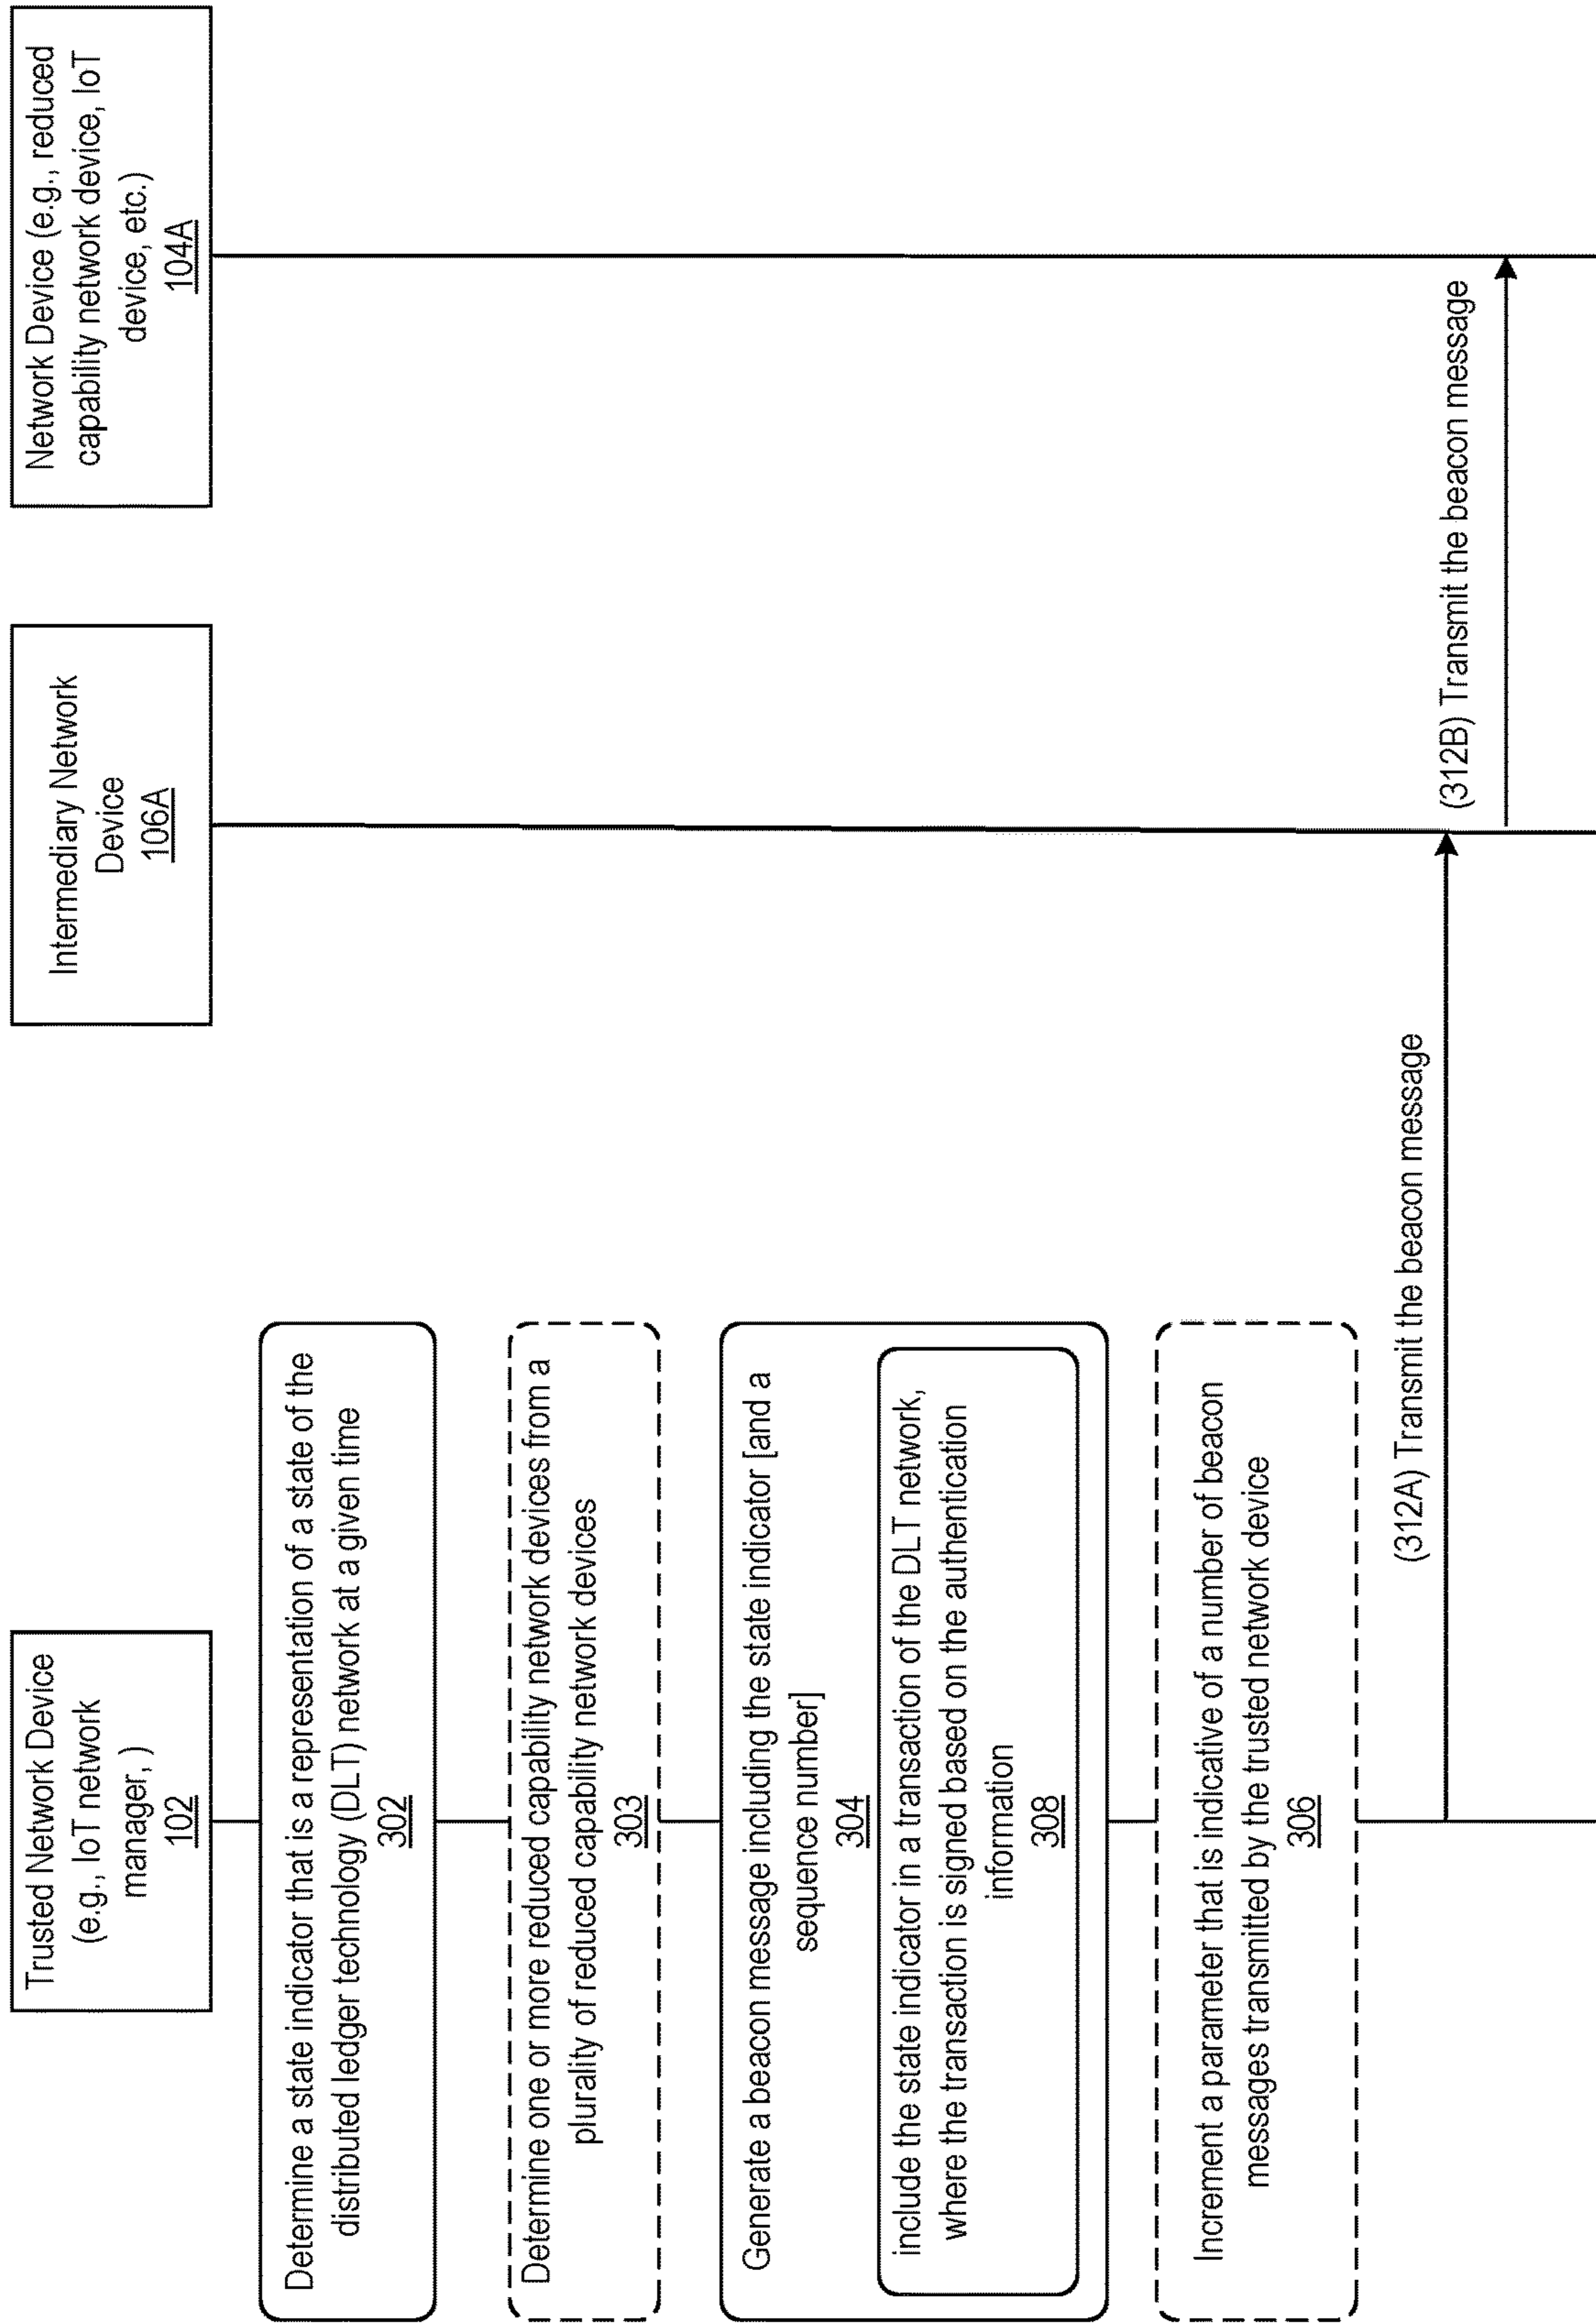 Trusted Network Device
(e.g., IoT network
manager, )
102
Intermediary Network
Device
106A
Network Device (e.g., reduced
capability network device, IoT
device, etc.)
104A
Determine a state indicator that is a representation of a state of the
distributed ledger technology (DLT) network at a given time
302
Determine one or more reduced capability network devices from a
plurality of reduced capability network devices
303
Generate a beacon message including the state indicator [and a
sequence number]
304
include the state indicator in a transaction of the DLT network,
where the transaction is signed based on the authentication
information
308
Increment a parameter that is indicative of a number of beacon
messages transmitted by the trusted network device
306
(312A) Transmit the beacon message
(312B) Transmit the beacon message